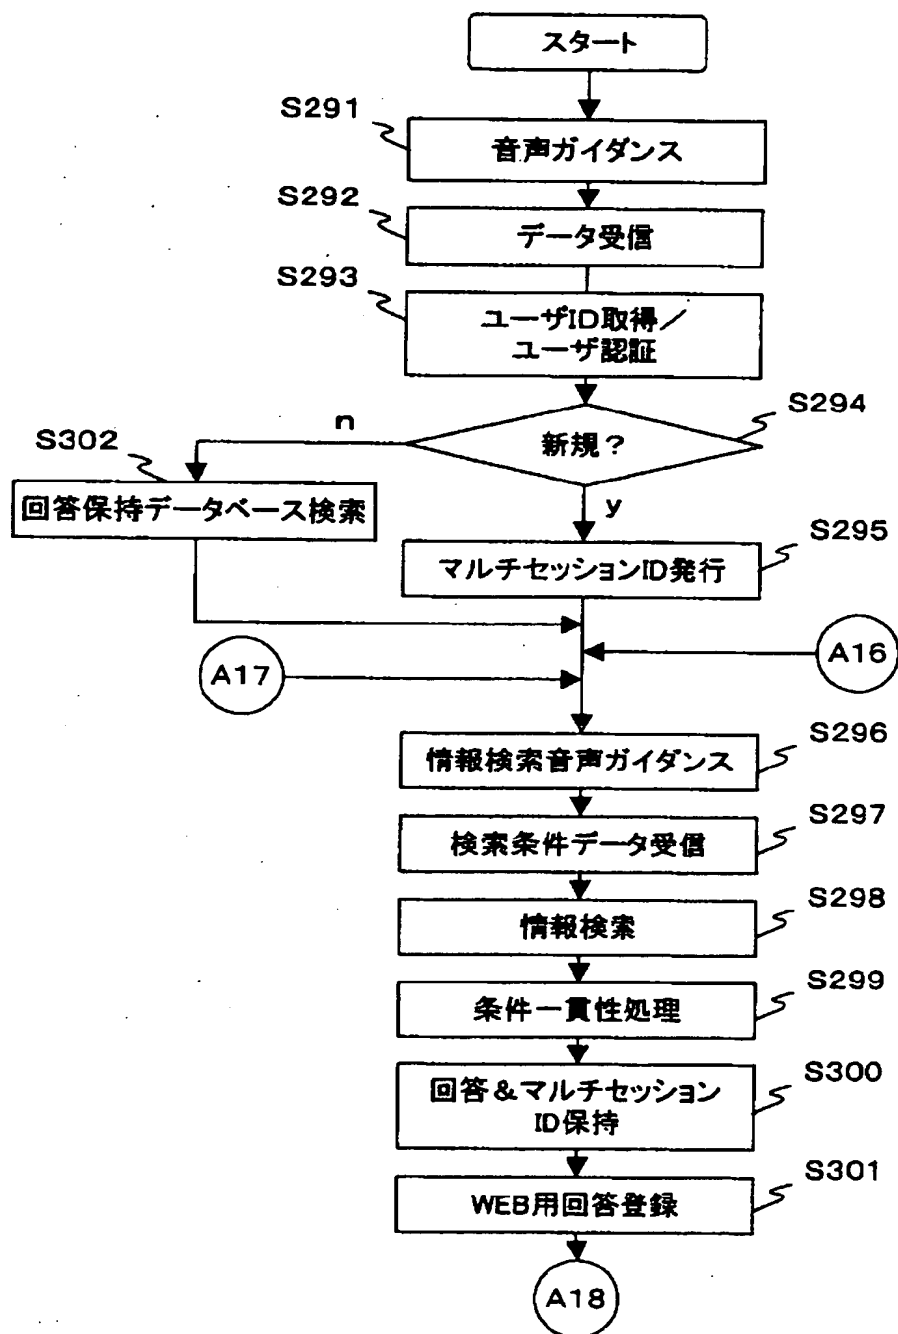 スタート
S291
音声ガイダンス
S292
データ受信
S293
ユーザID取得／
ユーザ認証
S294
新規？
n
y
S302
回答保持データベース検索
S295
マルチセッションID発行
A17
A16
S296
情報検索音声ガイダンス
S297
検索条件データ受信
S298
情報検索
S299
条件一貫性処理
S300
回答＆マルチセッション
ID保持
S301
WEB用回答登録
A18